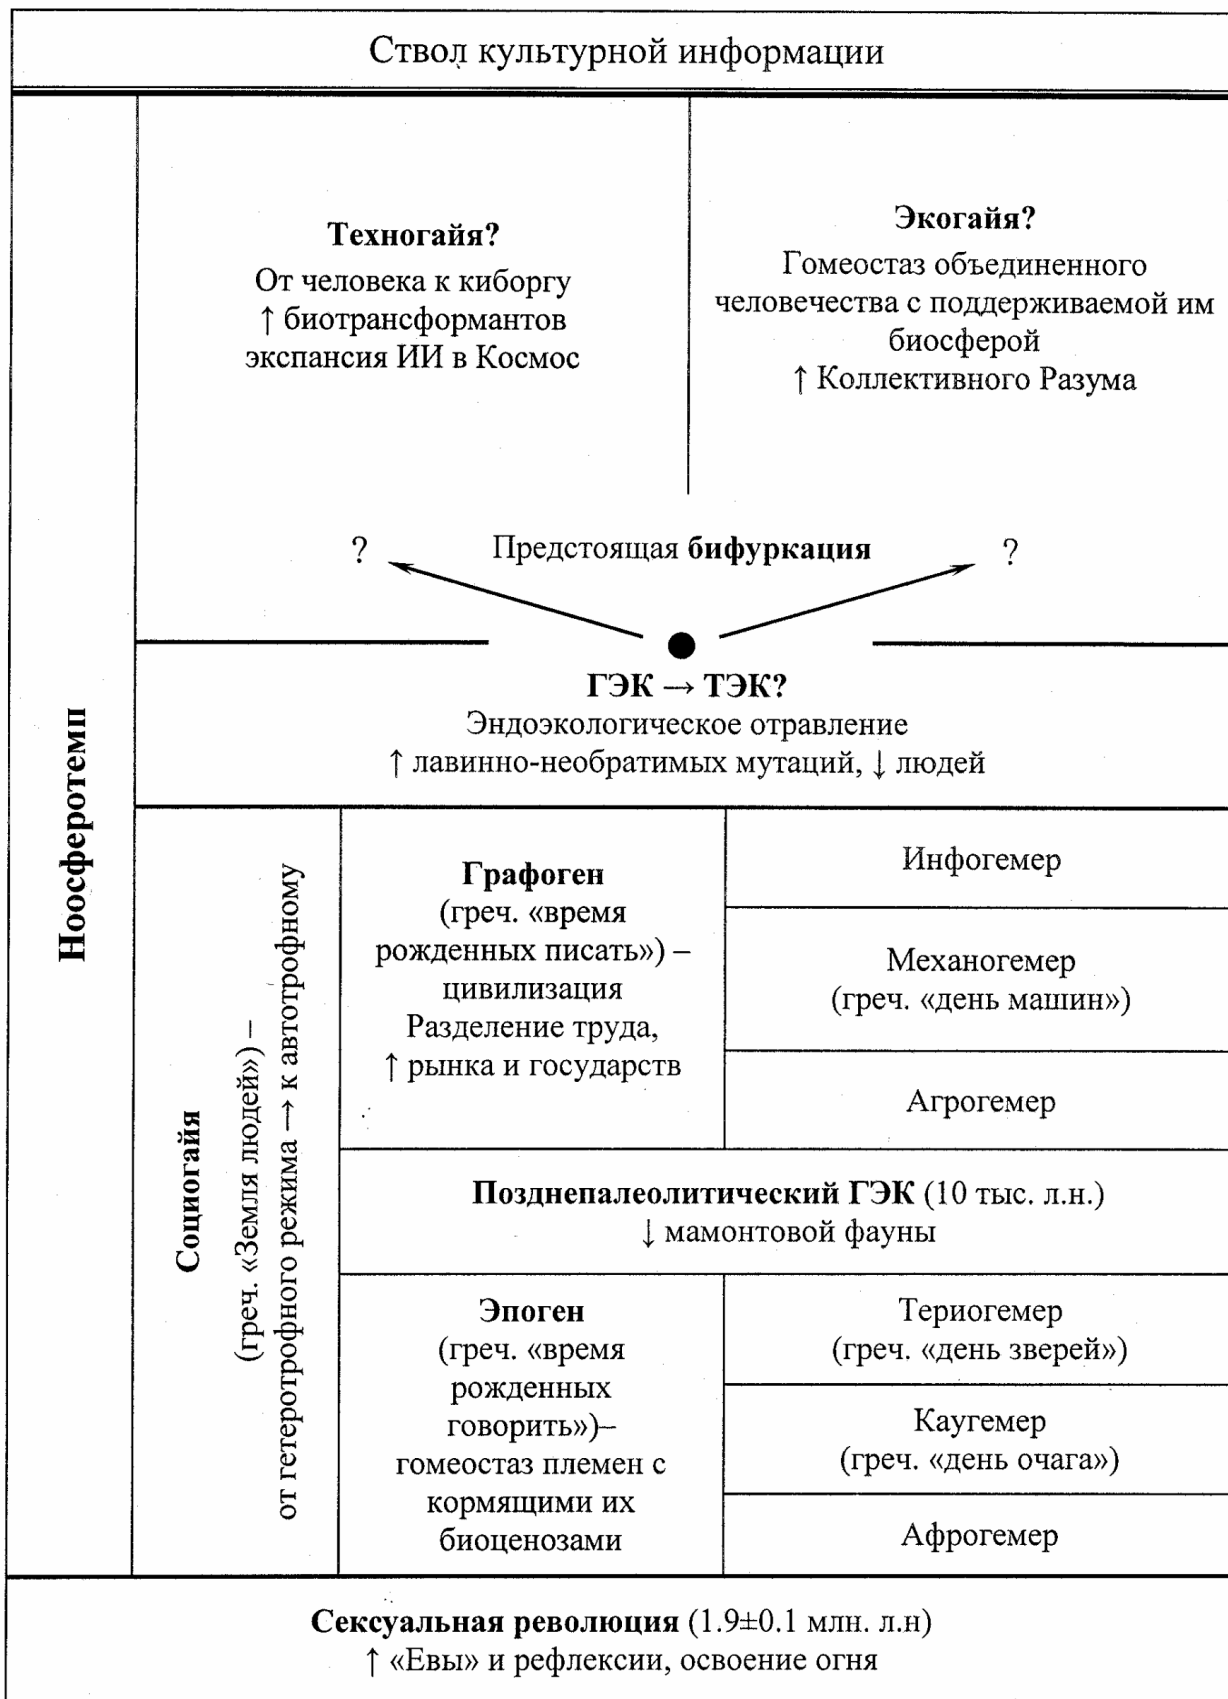 Ствол культурной информации
Техногайя?
От человека к киборгу
↑ биотрансформантов
экспансия ИИ в Космос
Экогайя?
Гомеостаз объединенного
человечества с поддерживаемой им
биосферой
↑ Коллективного Разума
?
Предстоящая бифуркация
?
ГЭК → ТЭК?
Эндоэкологическое отравление
↑ лавинно-необратимых мутаций, ↓ людей
Ноосферотемп
Социогайя
(греч. «Земля людей») –
от гетеротрофного режима → к автотрофному
Графоген
(греч. «время
рожденных писать») –
цивилизация
Разделение труда,
↑ рынка и государств
Инфогемер
Механогемер
(греч. «день машин»)
Агрогемер
Позднепалеолитический ГЭК (10 тыс. л.н.)
↓ мамонтовой фауны
Эпоген
(греч. «время
рожденных
говорить»)–
гомеостаз племен с
кормящими их
биоценозами
Териогемер
(греч. «день зверей»)
Каугемер
(греч. «день очага»)
Афрогемер
Сексуальная революция (1.9±0.1 млн. л.н)
↑ «Евы» и рефлексии, освоение огня